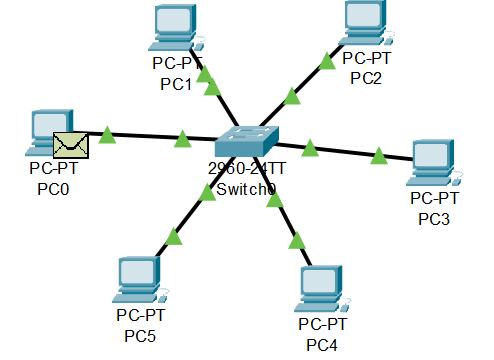 PC-PT
PC1
PC-PT
PC2
PC-PT
PC0
2960-24TT
Switch0
PC-PT
PC3
PC-PT
PC5
PC-PT
PC4